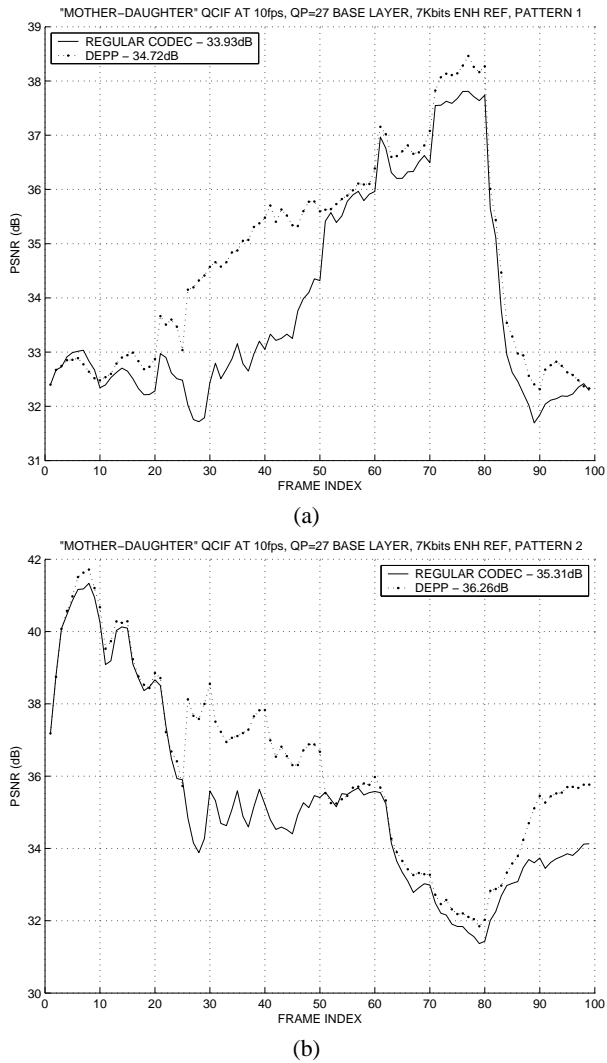 "MOTHER−DAUGHTER" QCIF AT 10fps, QP=27 BASE LAYER, 7Kbits ENH REF, PATTERN 1
REGULAR CODEC − 33.93dB
DEPP − 34.72dB
PSNR (dB)
39
38
37
36
35
34
33
32
31
0 10 20 30 40 50 60 70 80 90 100
FRAME INDEX
(a)
"MOTHER−DAUGHTER" QCIF AT 10fps, QP=27 BASE LAYER, 7Kbits ENH REF, PATTERN 2
REGULAR CODEC − 35.31dB
DEPP − 36.26dB
PSNR (dB)
42
40
38
36
34
32
30
0 10 20 30 40 50 60 70 80 90 100
FRAME INDEX
(b)